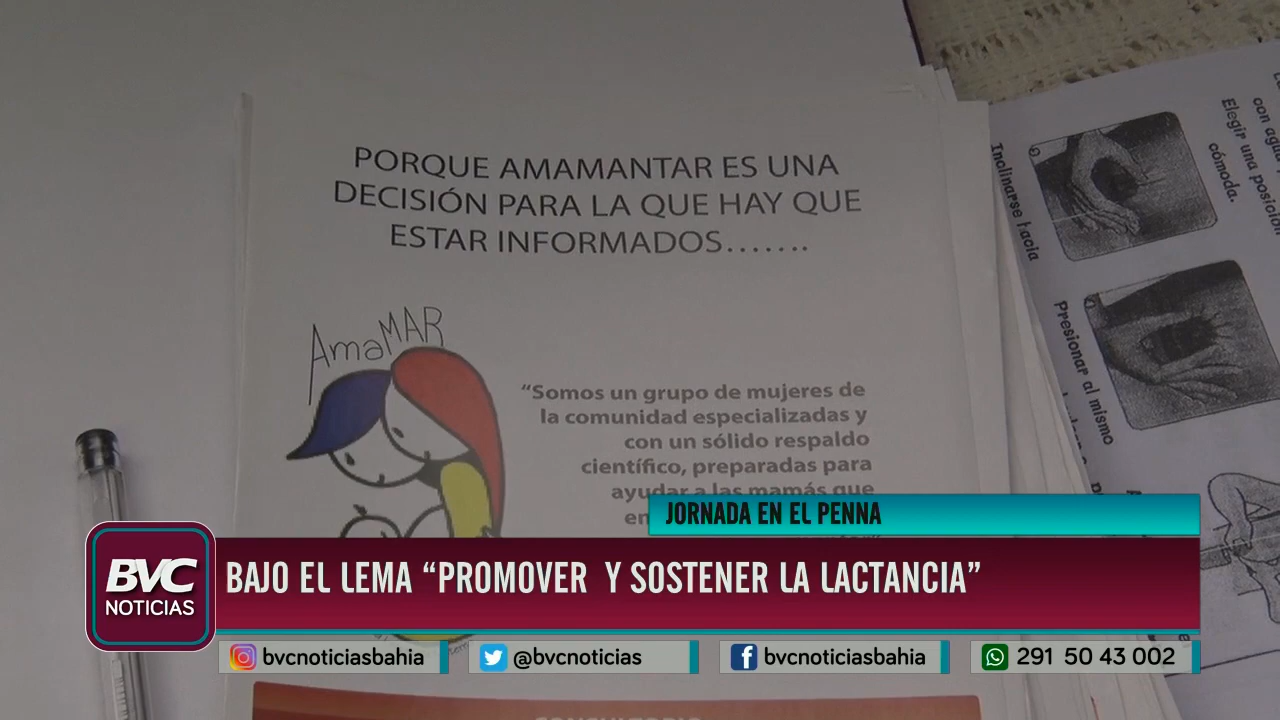 PORQUE AMAMANTAR ES UNA
DECISIÓN PARA LA QUE HAY QUE
ESTAR INFORMADOS…….
AmaMAR
“Somos un grupo de mujeres de
la comunidad especializadas y
con un sólido respaldo
científico, preparadas para
ayudar a las mamás que
en
con agua
Elegir una posición
cómoda.
Inclinarse hacia
Presionar al mismo
JORNADA EN EL PENNA
BAJO EL LEMA “PROMOVER Y SOSTENER LA LACTANCIA”
BVC
NOTICIAS
bvcnoticiasbahia
@bvcnoticias
bvcnoticiasbahia
291 50 43 002